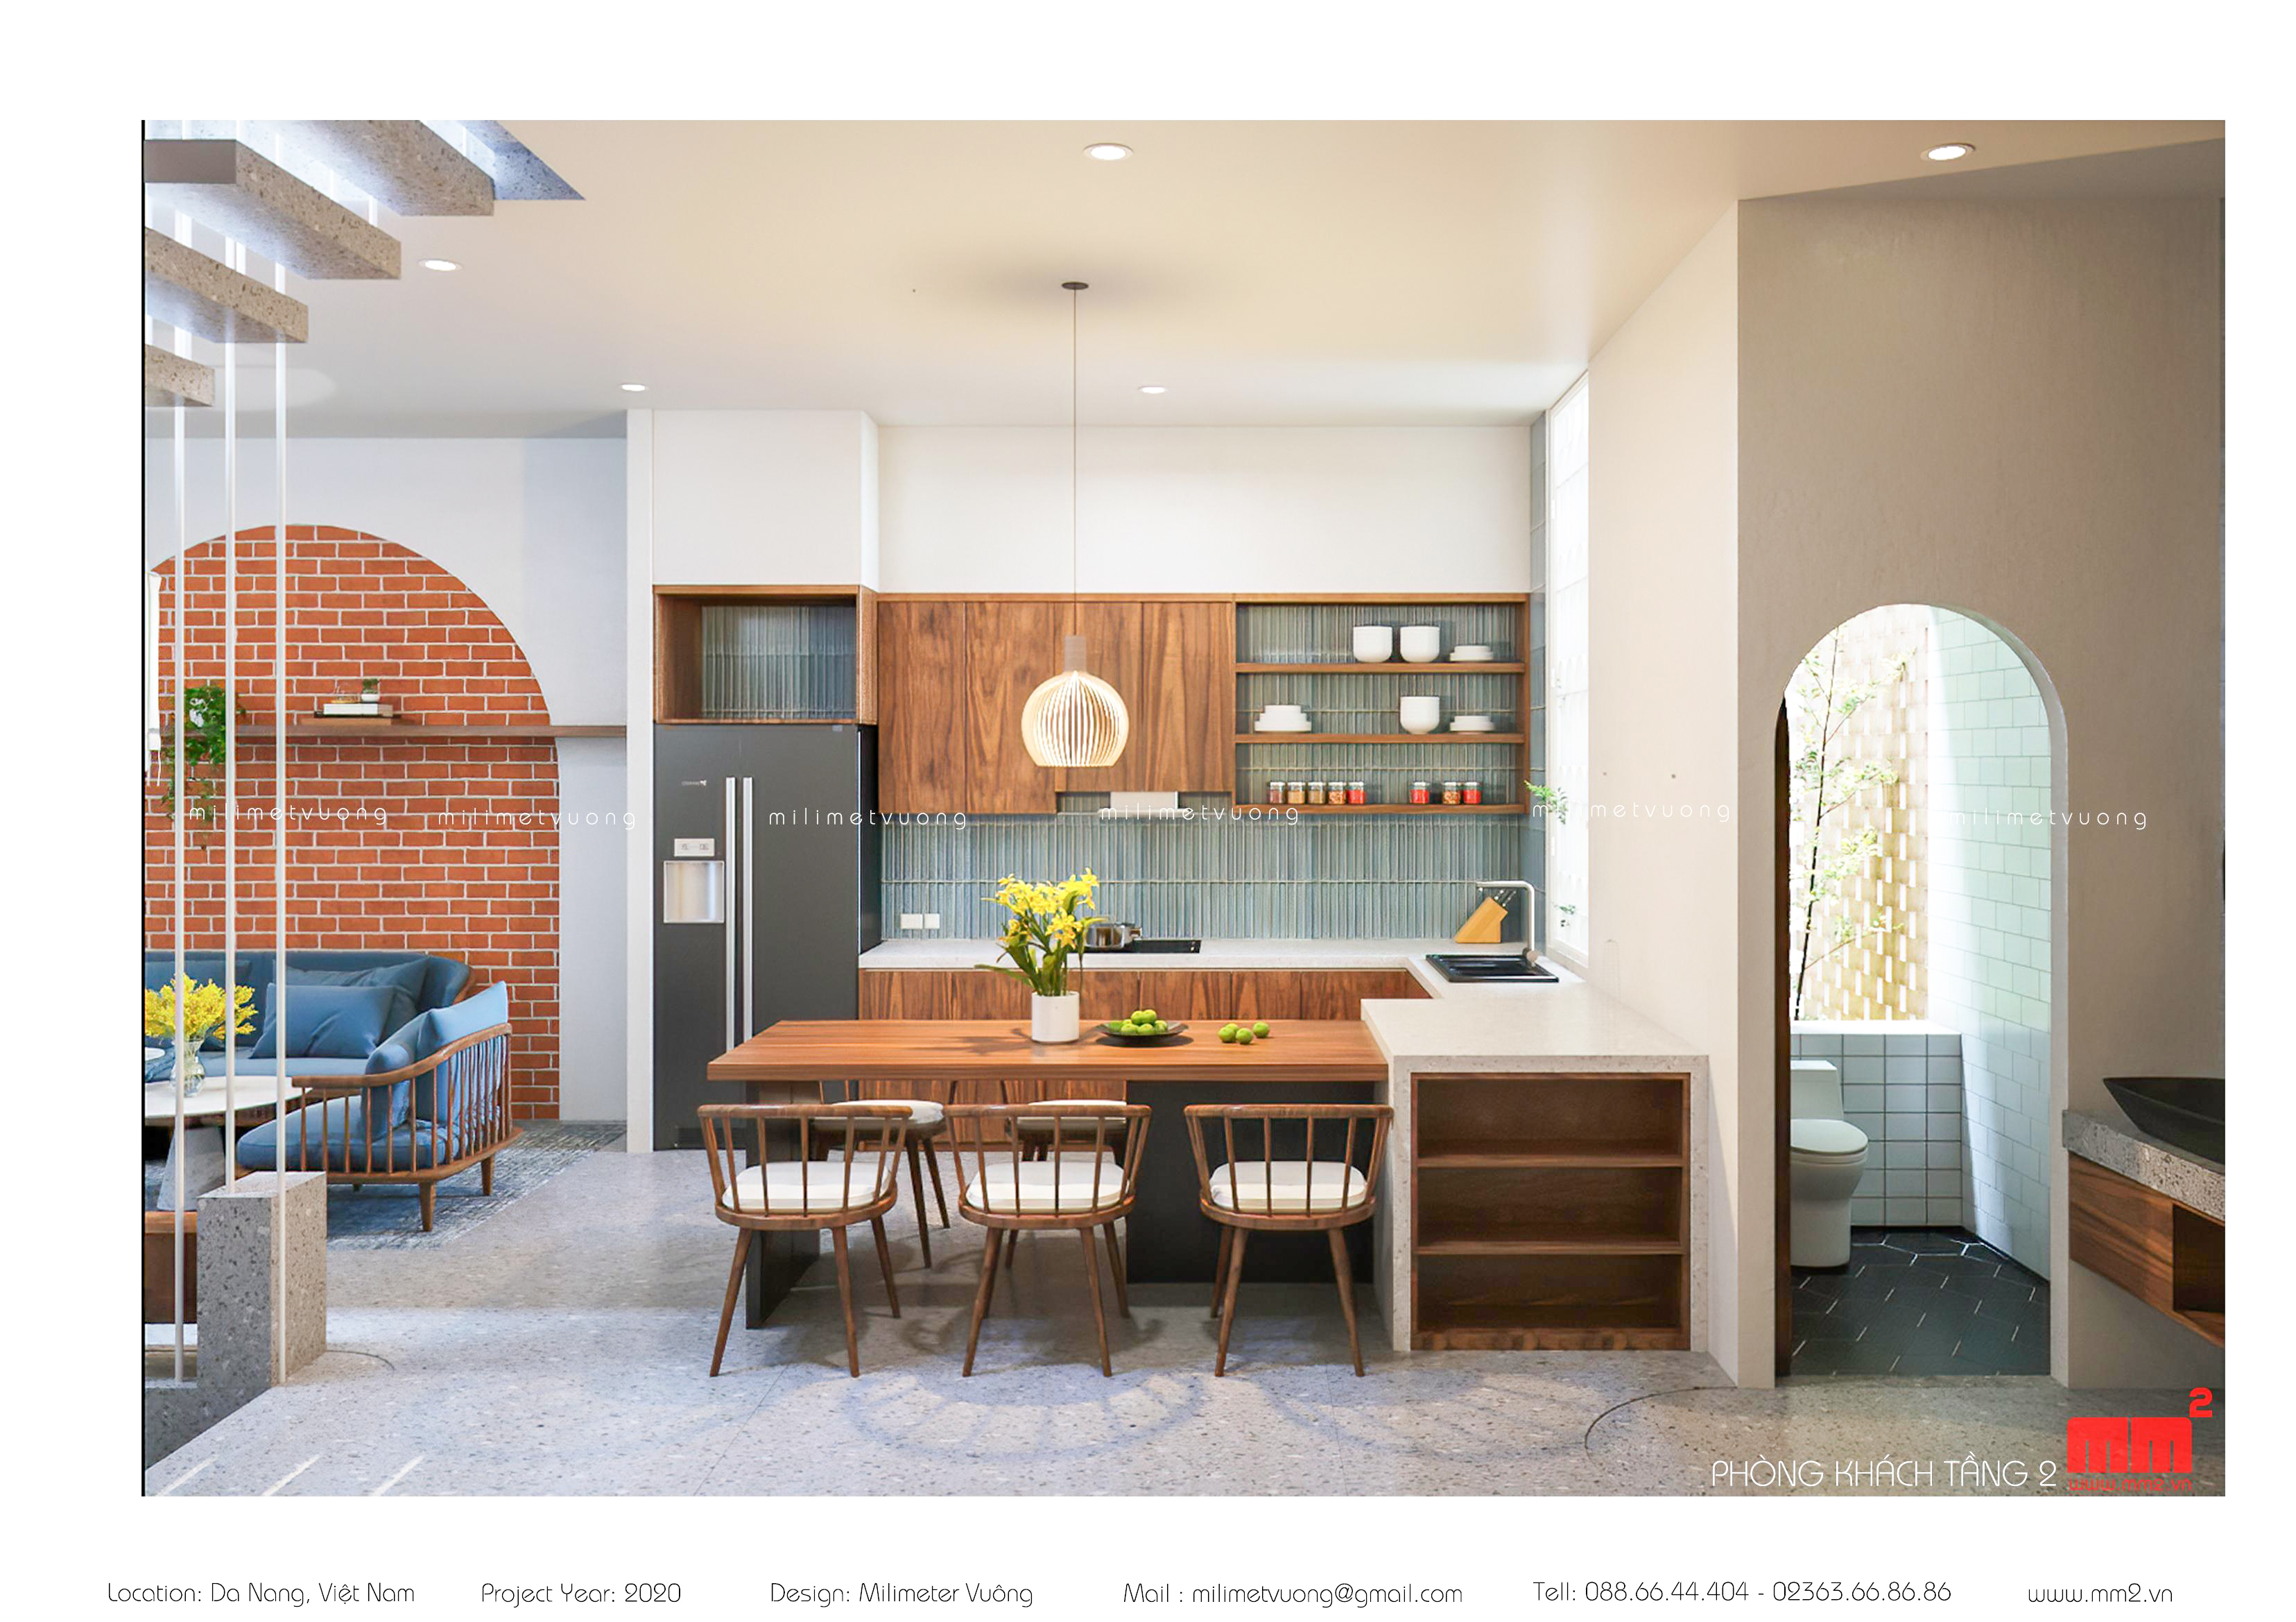 milimetvuong milimetvuong milimetvuong milimetvuong milimetvuong milimetvuong
PHÒNG KHÁCH TẦNG 2
mm2
www.mm2.vn
Location: Da Nang, Việt Nam Project Year: 2020 Design: Milimeter Vuông Mail : milimetvuong@gmail.com Tell: 088.66.44.404 - 02363.66.86.86 www.mm2.vn